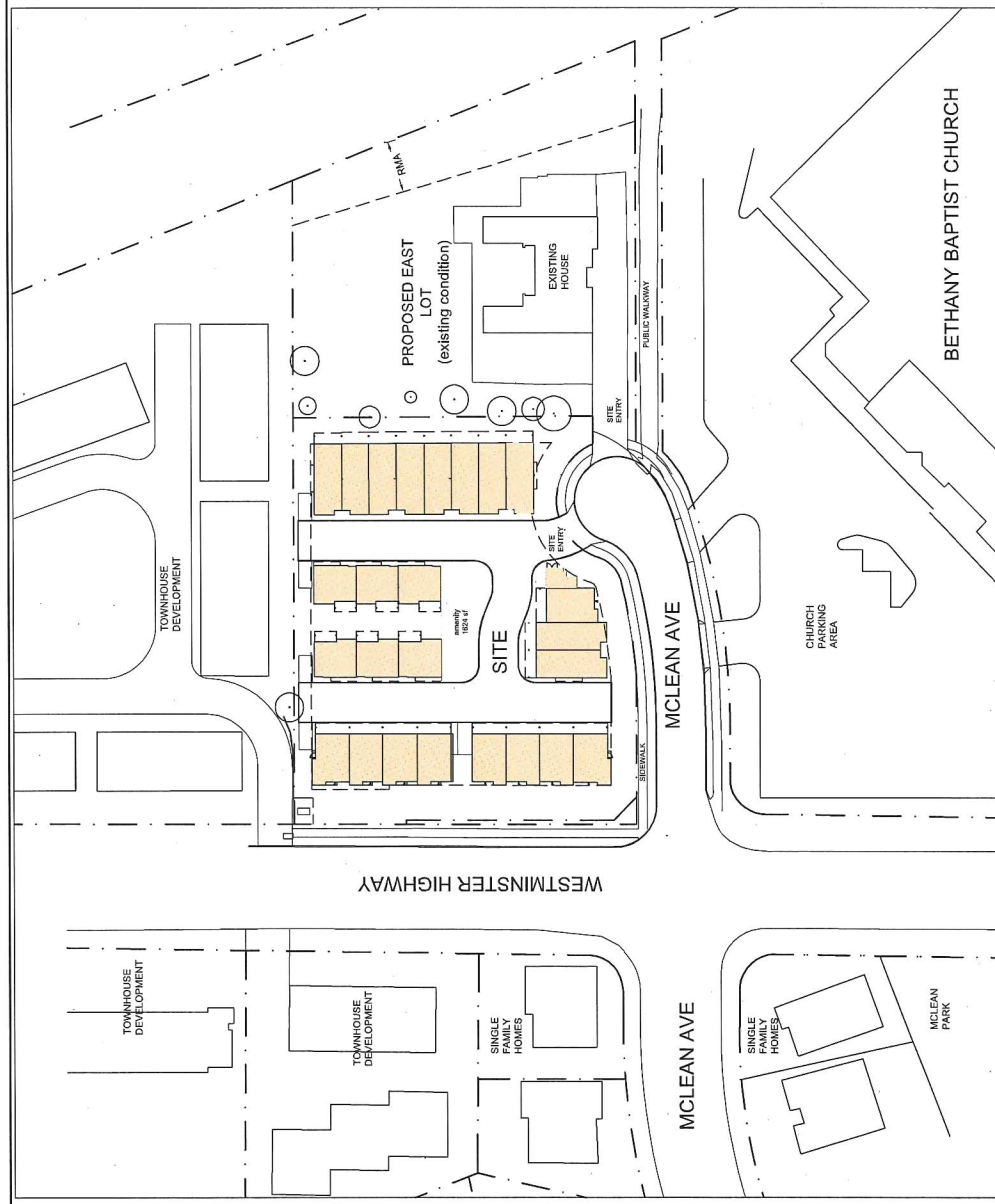 TOWNHOUSE
DEVELOPMENT
RMA
PROPOSED EAST
LOT
(existing condition)
EXISTING
HOUSE
PUBLIC WALKWAY
SITE
ENTRY
BETHANY BAPTIST CHURCH
amenity
1624 sf
SITE
SITE
ENTRY
MCLEAN AVE
SIDEWALK
CHURCH
PARKING
AREA
WESTMINSTER HIGHWAY
TOWNHOUSE
DEVELOPMENT
TOWNHOUSE
DEVELOPMENT
SINGLE
FAMILY
HOMES
MCLEAN AVE
SINGLE
FAMILY
HOMES
MCLEAN
PARK